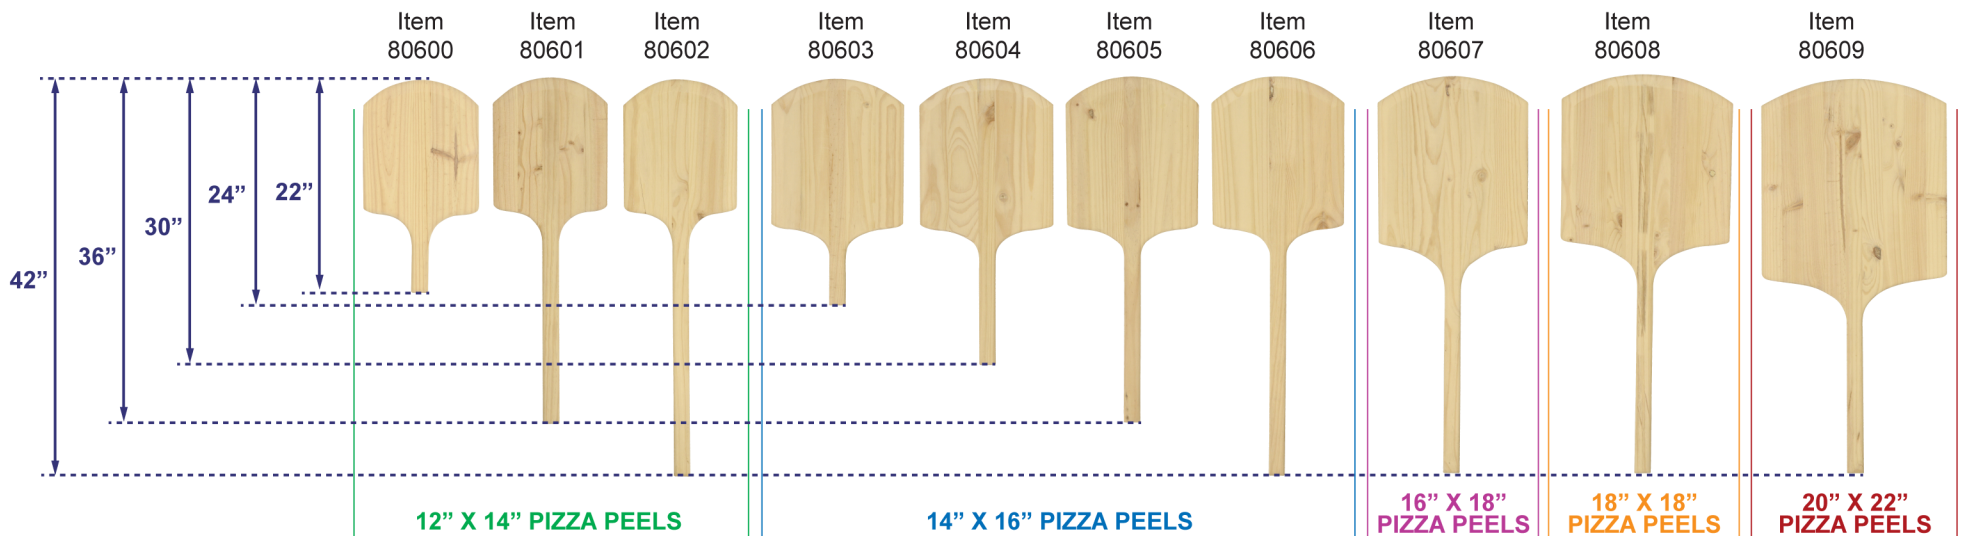 Item
80600
Item
80601
Item
80602
Item
80603
Item
80604
Item
80605
Item
80606
Item
80607
Item
80608
Item
80609
42”
36”
30”
24”
22”
12” X 14” PIZZA PEELS
14” X 16” PIZZA PEELS
16” X 18”
PIZZA PEELS
18” X 18”
PIZZA PEELS
20” X 22”
PIZZA PEELS